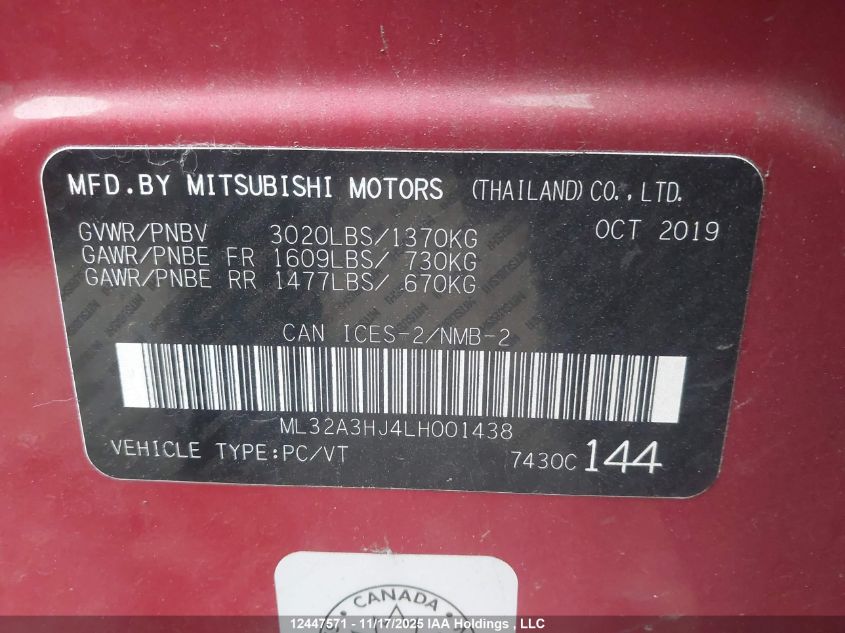 MFD.BY MITSUBISHI MOTORS (THAILAND) CO., LTD.
GVWR/PNBV 3020LBS/1370KG OCT 2019
GAWR/PNBE FR 1609LBS/ 730KG
GAWR/PNBE RR 1477LBS/ 670KG
CAN ICES-2/NMB-2
ML32A3HJ4LH001438
VEHICLE TYPE:PC/VT 7430C 144
CANADA
12447571 - 11/17/2025 IAA Holdings , LLC